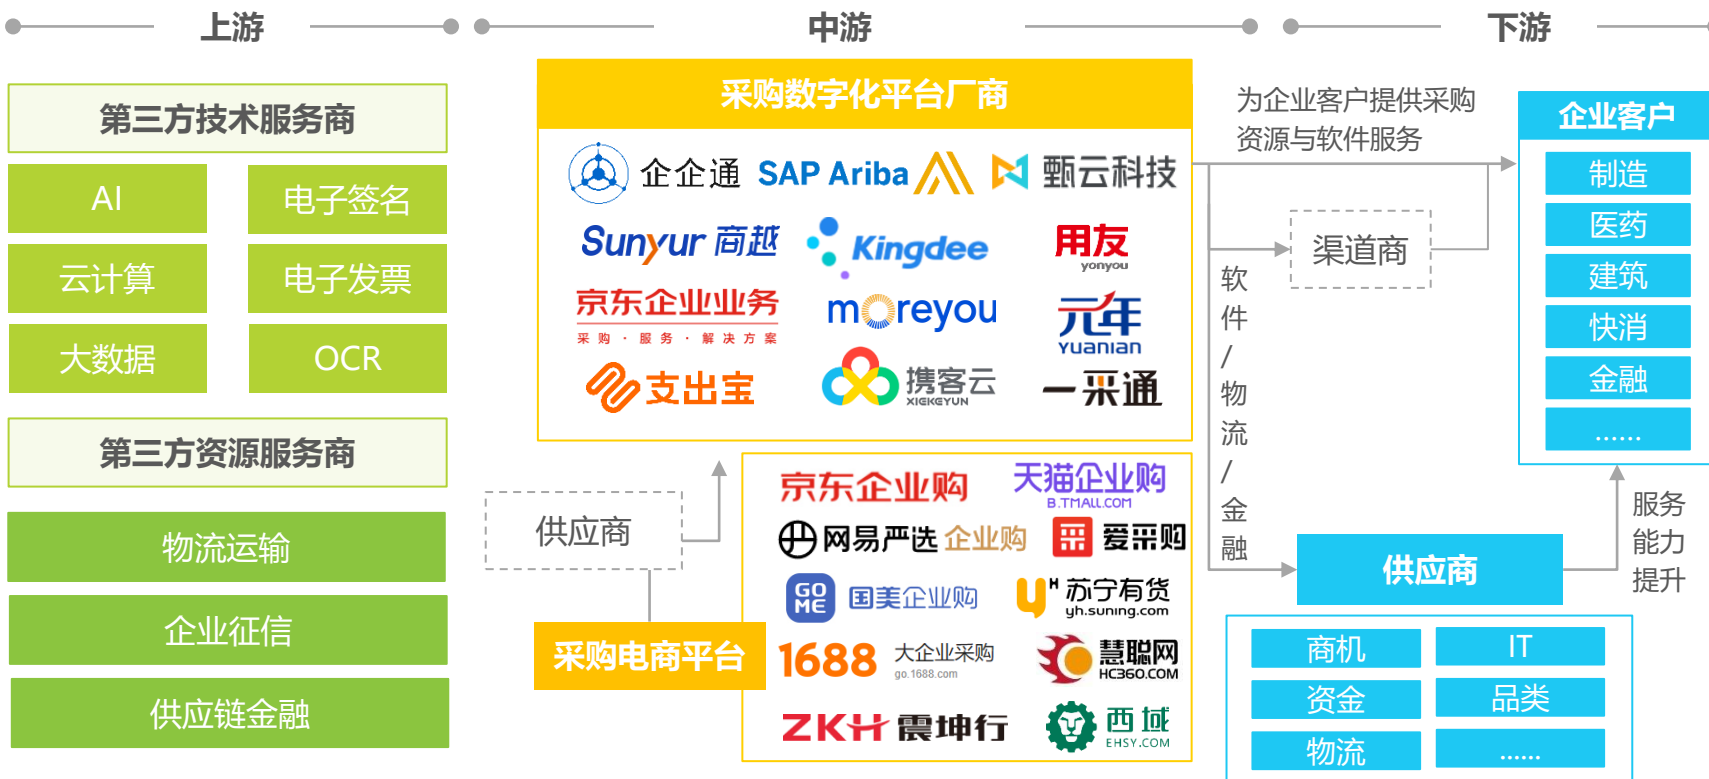 上游
中游
下游
第三方技术服务商
AI
电子签名
云计算
电子发票
大数据
OCR
第三方资源服务商
物流运输
企业征信
供应链金融
采购数字化平台厂商
企企通
SAP Ariba
甄云科技
Sunyur 商越
Kingdee
用友
yonyou
京东企业业务
采购·服务·解决方案
moreyou
元年
YUANIAN
支出宝
携客云
XIEKEYUN
一采通
供应商
采购电商平台
京东企业购
天猫企业购
B.TMALL.COM
网易严选 企业购
采 爱采购
GO
ME
国美企业购
苏宁有货
yh.suning.com
1688 大企业采购
go.1688.com
慧聪网
HC360.COM
ZKH 震坤行
西域
EHSY.COM
为企业客户提供采购
资源与软件服务
渠道商
软
件
/
物
流
/
金
融
企业客户
制造
医药
建筑
快消
金融
......
服务
能力
提升
供应商
商机
IT
资金
品类
物流
......